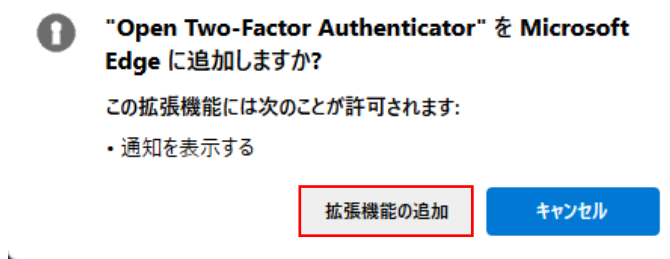 "Open Two-Factor Authenticator" を Microsoft
Edge に追加しますか?
この拡張機能には次のことが許可されます:
• 通知を表示する
拡張機能の追加
キャンセル